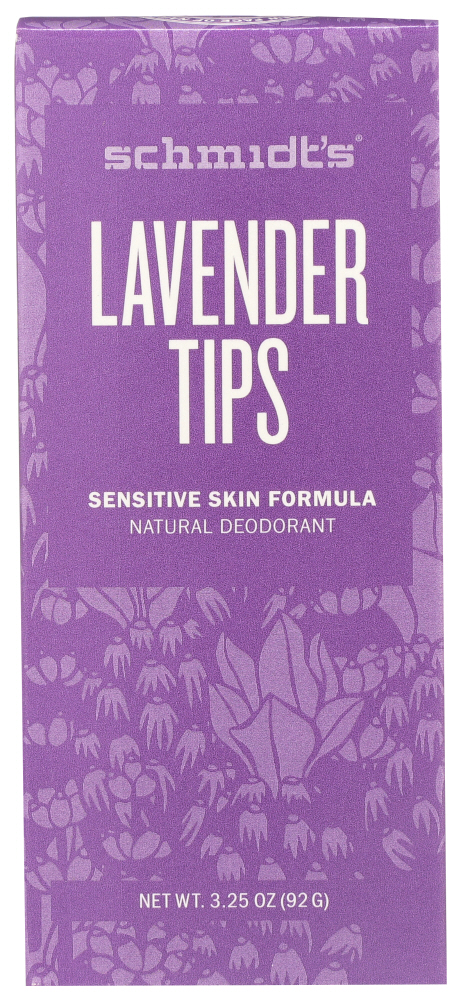 schmidt's®
LAVENDER
TIPS
SENSITIVE SKIN FORMULA
NATURAL DEODORANT
NET WT. 3.25 OZ (92 G)